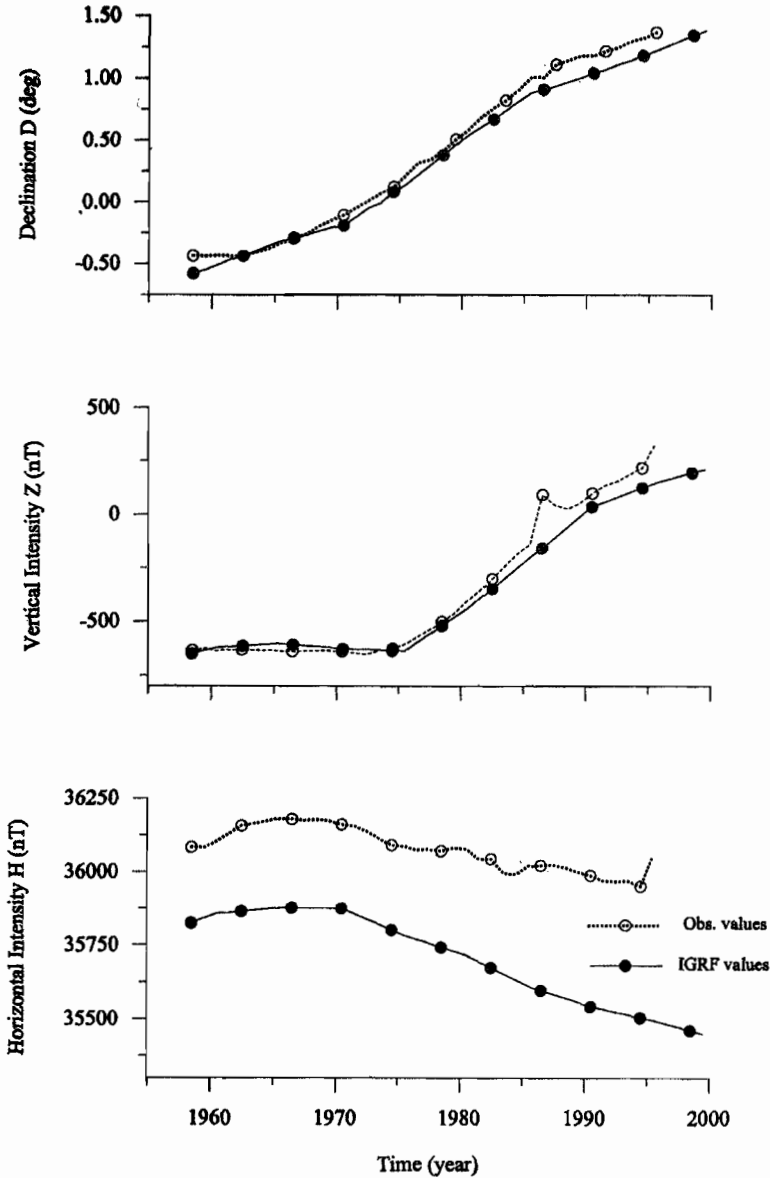 1.50
1.00
0.50
0.00
-0.50
Declination D (deg)
500
0
-500
Vertical Intensity Z (nT)
36250
36000
35750
35500
Horizontal Intensity H (nT)
Obs. values
IGRF values
1960 1970 1980 1990 2000
Time (year)